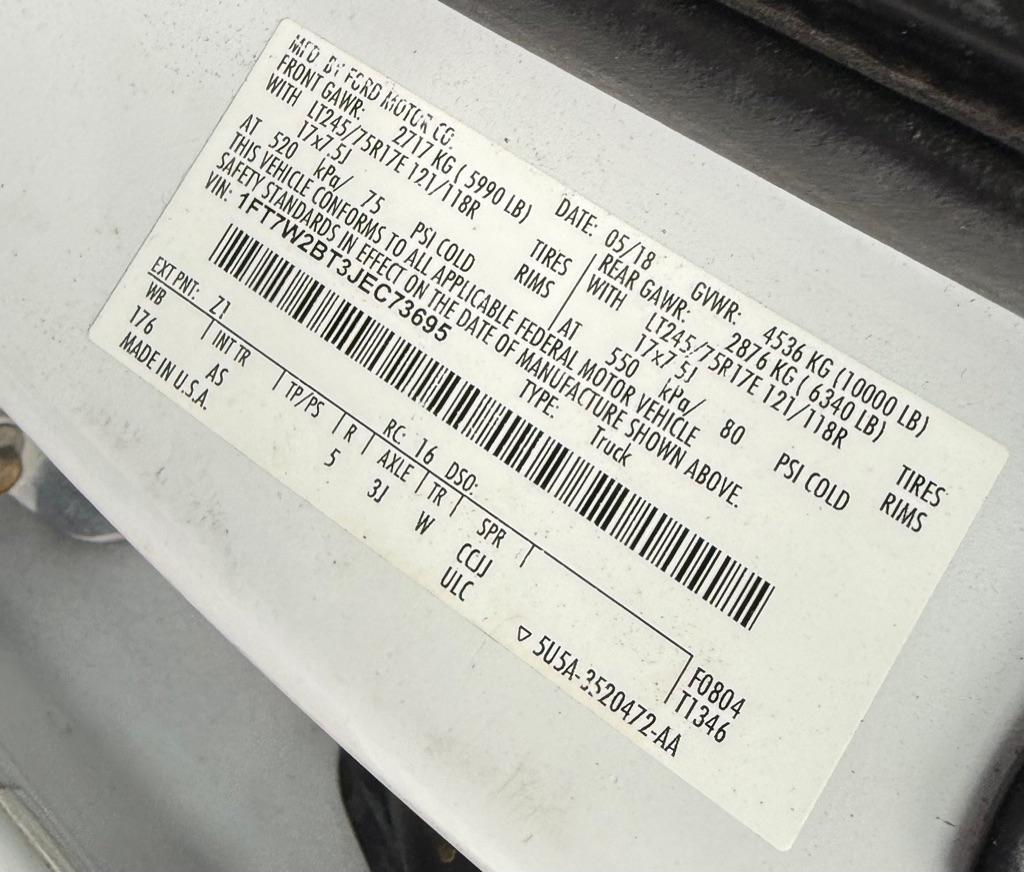 MFD. BY FORD MOTOR CO.
DATE: 05/18 GVWR: 4536 KG (10000 LB)
FRONT GAWR: 2717 KG ( 5990 LB) REAR GAWR: 2876 KG ( 6340 LB)
WITH LT245/75R17E 121/118R TIRES WITH LT245/75R17E 121/118R TIRES
17x7.5J RIMS 17x7.5J RIMS
AT 520 kPa/ 75 PSI COLD AT 550 kPa/ 80 PSI COLD
THIS VEHICLE CONFORMS TO ALL APPLICABLE FEDERAL MOTOR VEHICLE
SAFETY STANDARDS IN EFFECT ON THE DATE OF MANUFACTURE SHOWN ABOVE.
VIN: 1FT7W2BT3JEC73695 TYPE: Truck
EXT PNT: Z1 RC: 16 DSO: F0804
WB INT TR TP/PS R AXLE TR SPR T1346
176 AS 5 3J W CCJJ
MADE IN U.S.A. ULC
5U5A-3520472-AA